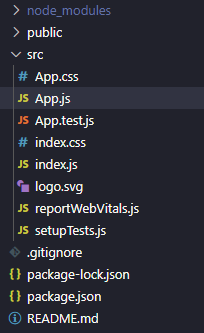 node_modules
public
src
App.css
App.js
App.test.js
index.css
index.js
logo.svg
reportWebVitals.js
setupTests.js
.gitignore
package-lock.json
package.json
README.md